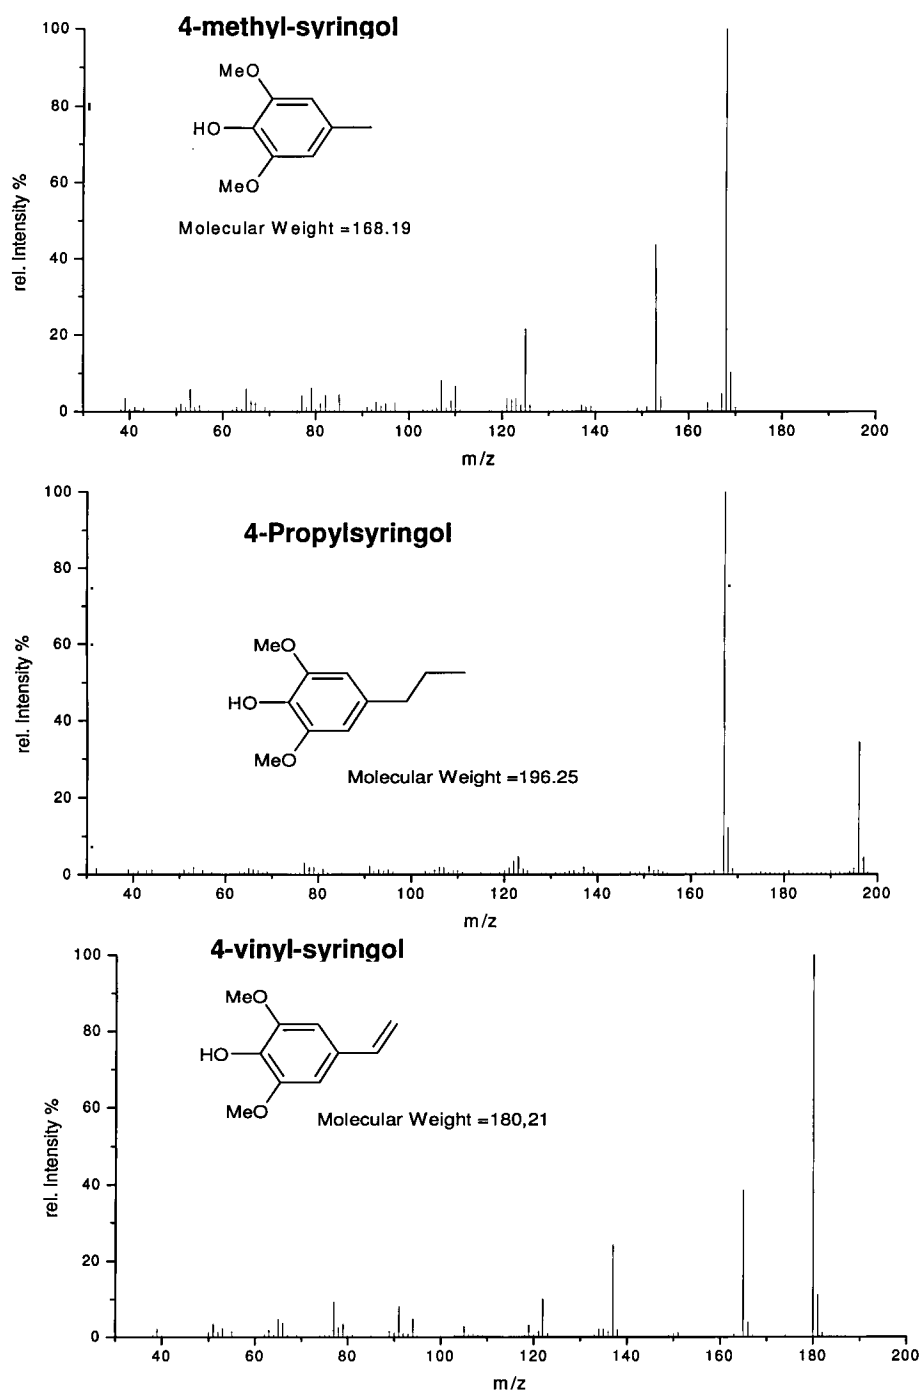 4-methyl-syringol
100
80
60
40
20
0
rel. Intensity %
MeO
HO
MeO
Molecular Weight =168.19
40 60 80 100 120 140 160 180 200
m/z
4-Propylsyringol
100
80
60
40
20
0
rel. Intensity %
MeO
HO
MeO
Molecular Weight =196.25
40 60 80 100 120 140 160 180 200
m/z
4-vinyl-syringol
100
80
60
40
20
0
rel. Intensity %
MeO
HO
MeO
Molecular Weight =180,21
40 60 80 100 120 140 160 180 200
m/z